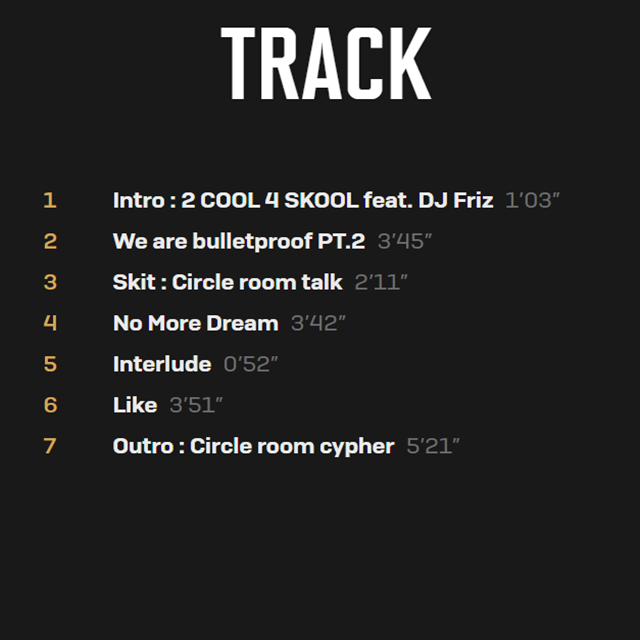 TRACK
1 Intro : 2 COOL 4 SKOOL feat. DJ Friz 1'03"
2 We are bulletproof PT.2 3'45"
3 Skit : Circle room talk 2'11"
4 No More Dream 3'42"
5 Interlude 0'52"
6 Like 3'51"
7 Outro : Circle room cypher 5'21"